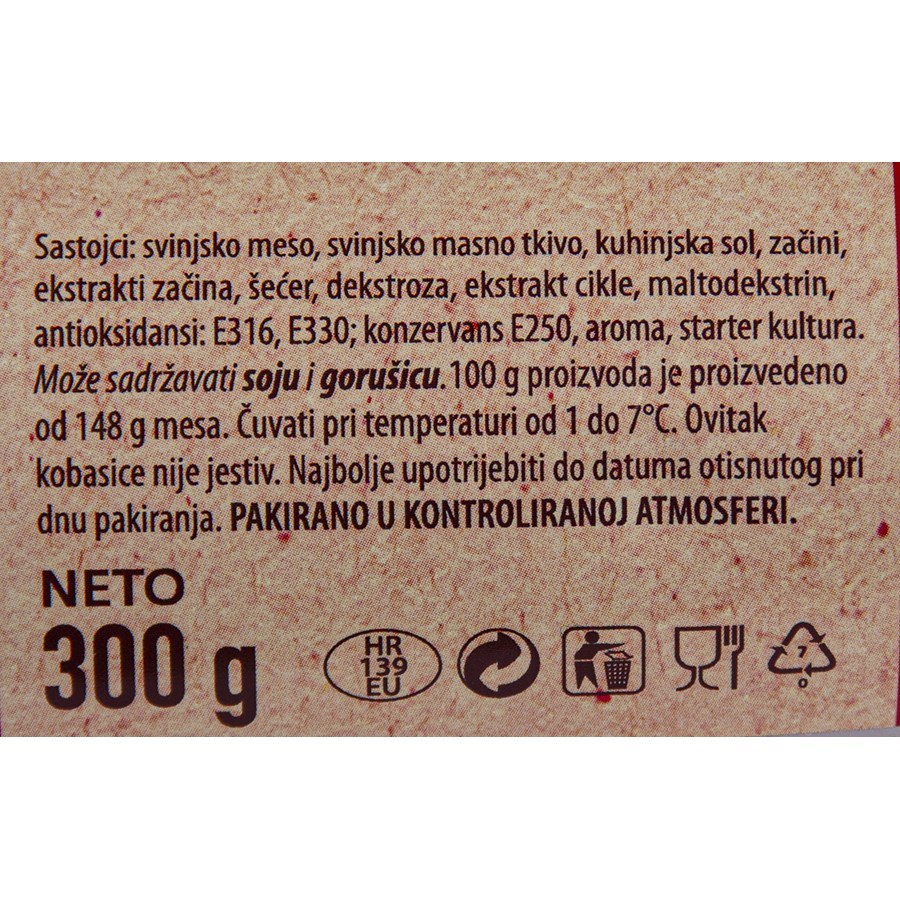 Sastojci: svinjsko meso, svinjsko masno tkivo, kuhinjska sol, začini,
ekstrakti začina, šećer, dekstroza, ekstrakt cikle, maltodekstrin,
antioksidansi: E316, E330; konzervans E250, aroma, starter kultura.
Može sadržavati soju i gorušicu. 100 g proizvoda je proizvedeno
od 148 g mesa. Čuvati pri temperaturi od 1 do 7°C. Ovitak
kobasice nije jestiv. Najbolje upotrijebiti do datuma otisnutog pri
dnu pakiranja. PAKIRANO U KONTROLIRANOJ ATMOSFERI.
NETO
300 g
HR
139
EU
7
O